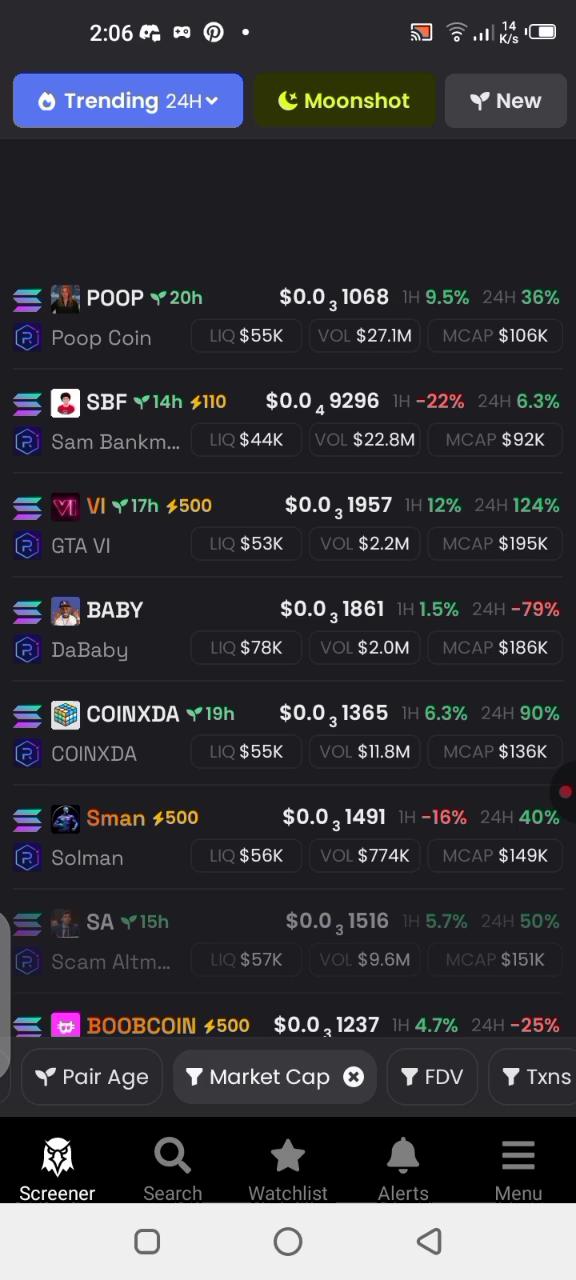 2:06 14 K/s
Trending 24H Moonshot New
POOP 20h $0.0₃1068 1H 9.5% 24H 36%
Poop Coin LIQ $55K VOL $27.1M MCAP $106K
SBF 14h 110 $0.0₄9296 1H -22% 24H 6.3%
Sam Bankm... LIQ $44K VOL $22.8M MCAP $92K
VI 17h 500 $0.0₃1957 1H 12% 24H 124%
GTA VI LIQ $53K VOL $2.2M MCAP $195K
BABY $0.0₃1861 1H 1.5% 24H -79%
DaBaby LIQ $78K VOL $2.0M MCAP $186K
COINXDA 19h $0.0₃1365 1H 6.3% 24H 90%
COINXDA LIQ $55K VOL $11.8M MCAP $136K
Sman 500 $0.0₃1491 1H -16% 24H 40%
Solman LIQ $56K VOL $774K MCAP $149K
SA 15h $0.0₃1516 1H 5.7% 24H 50%
Scam Altm... LIQ $57K VOL $9.6M MCAP $151K
BOOBCOIN 500 $0.0₃1237 1H 4.7% 24H -25%
Pair Age Market Cap FDV Txns
Screener Search Watchlist Alerts Menu